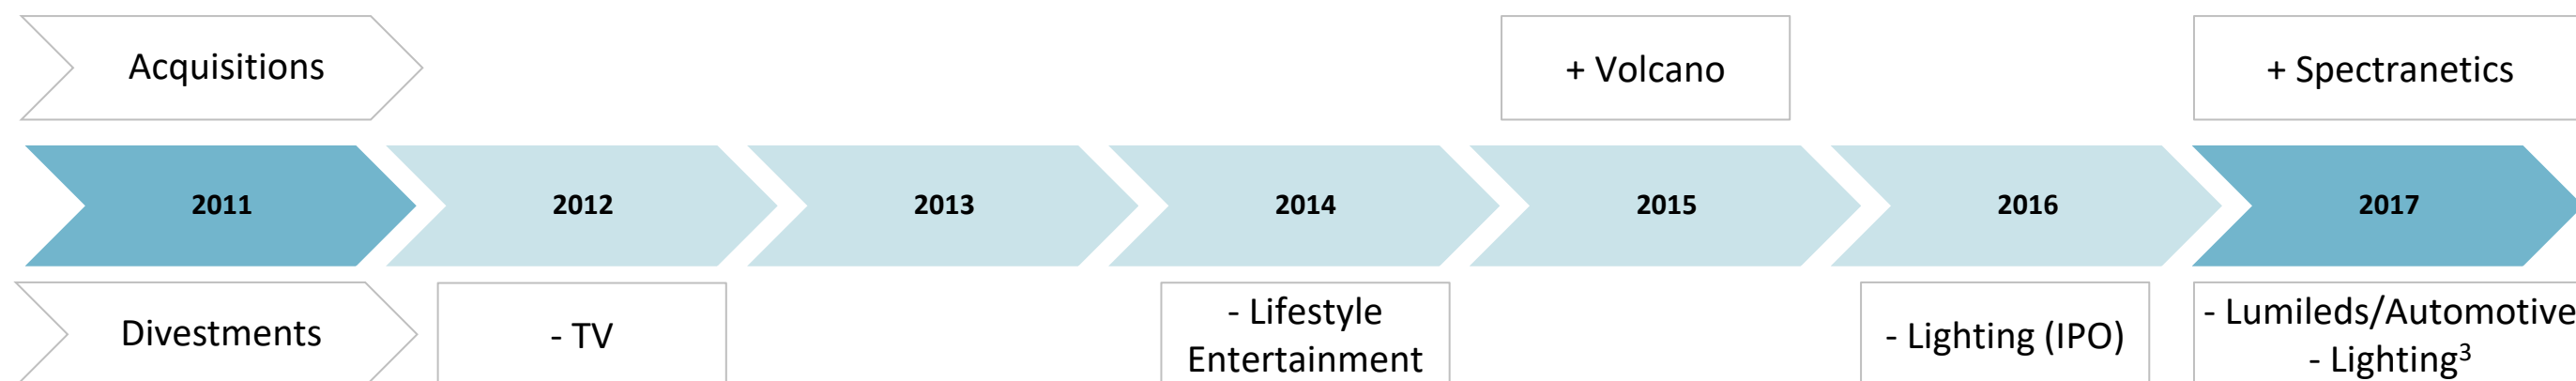 Acquisitions
+ Volcano
+ Spectranetics
2011
2012
2013
2014
2015
2016
2017
Divestments
- TV
- Lifestyle
Entertainment
- Lighting (IPO)
- Lumileds/Automotive
- Lighting³